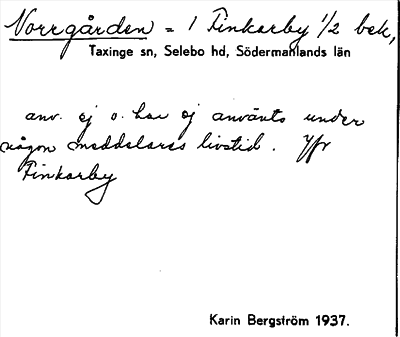 Norrgården = 1 Finkarby 1/2 bek,
Taxinge sn, Selebo hd, Södermanlands län
anv. ej o. har ej använts under
någon meddelares livstid. Jfr
Finkarby
Karin Bergström 1937.